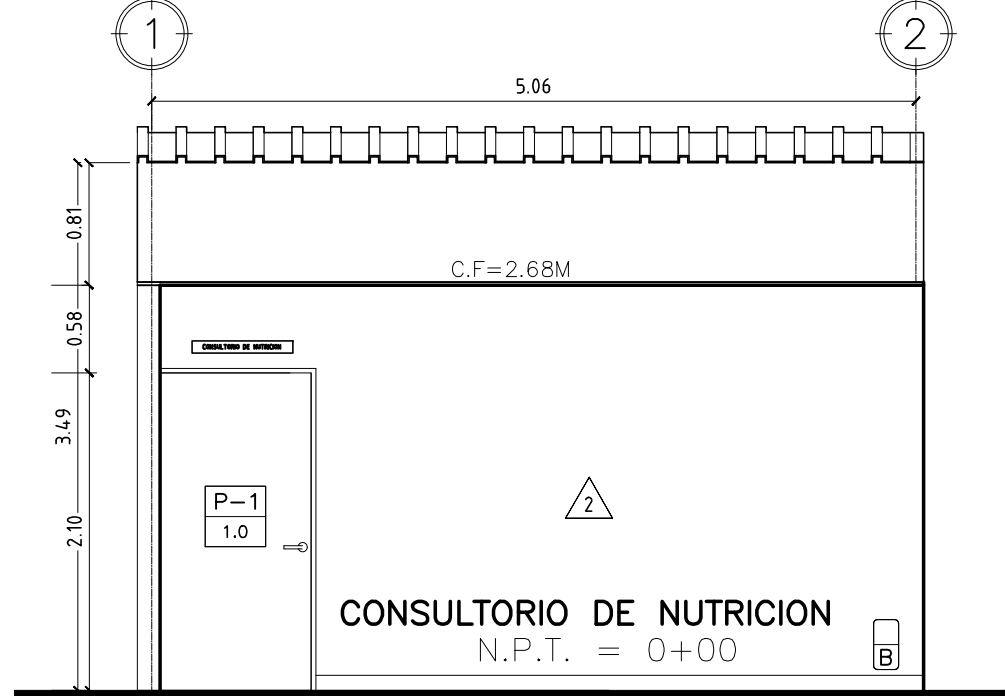 1
2
5.06
0.81
C.F=2.68M
0.58
CONSULTORIO DE NUTRICION
3.49
P-1
1.0
2
2.10
CONSULTORIO DE NUTRICION
N.P.T. = 0+00
B